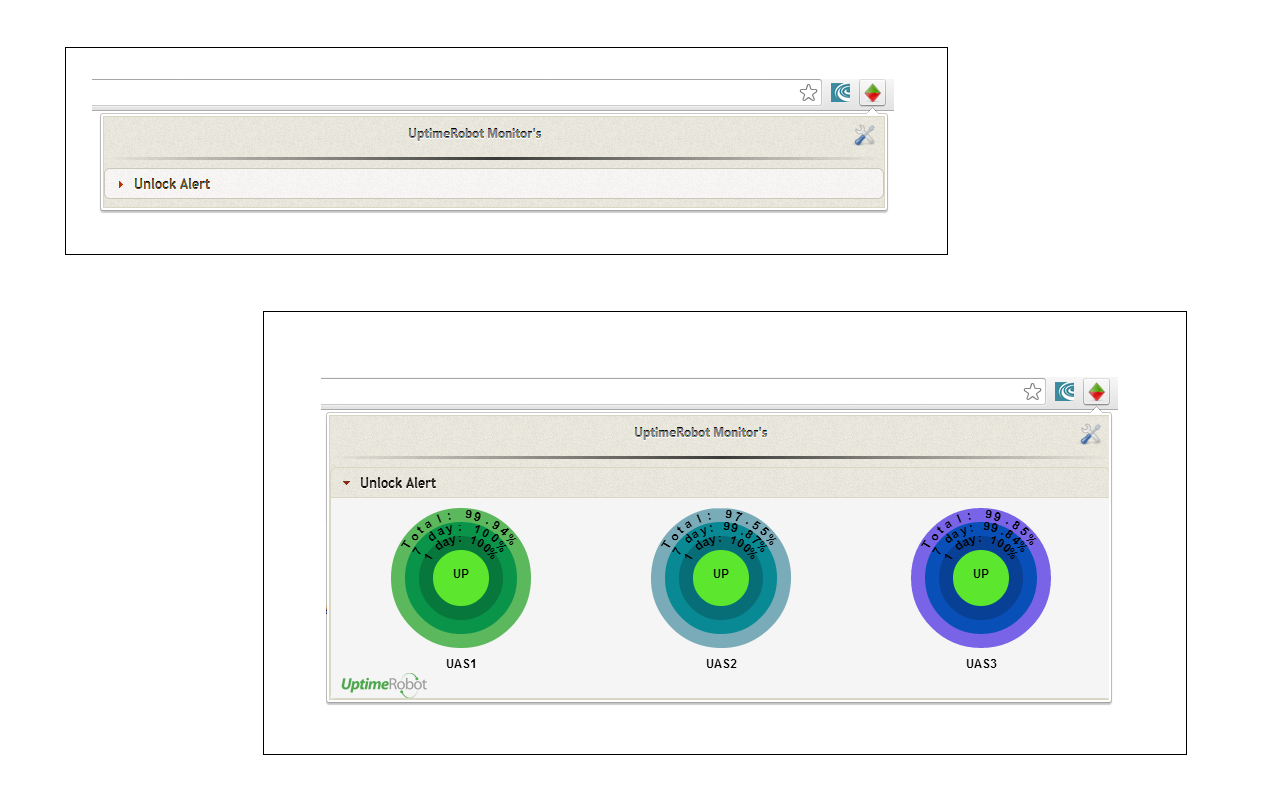 UptimeRobot Monitor's
Unlock Alert
UptimeRobot Monitor's
Unlock Alert
Total: 99.94%
7 day: 100%
1 day: 100%
UP
UAS1
Total: 97.55%
7 day: 99.87%
1 day: 100%
UP
UAS2
Total: 99.85%
7 day: 99.84%
1 day: 100%
UP
UAS3
UptimeRobot